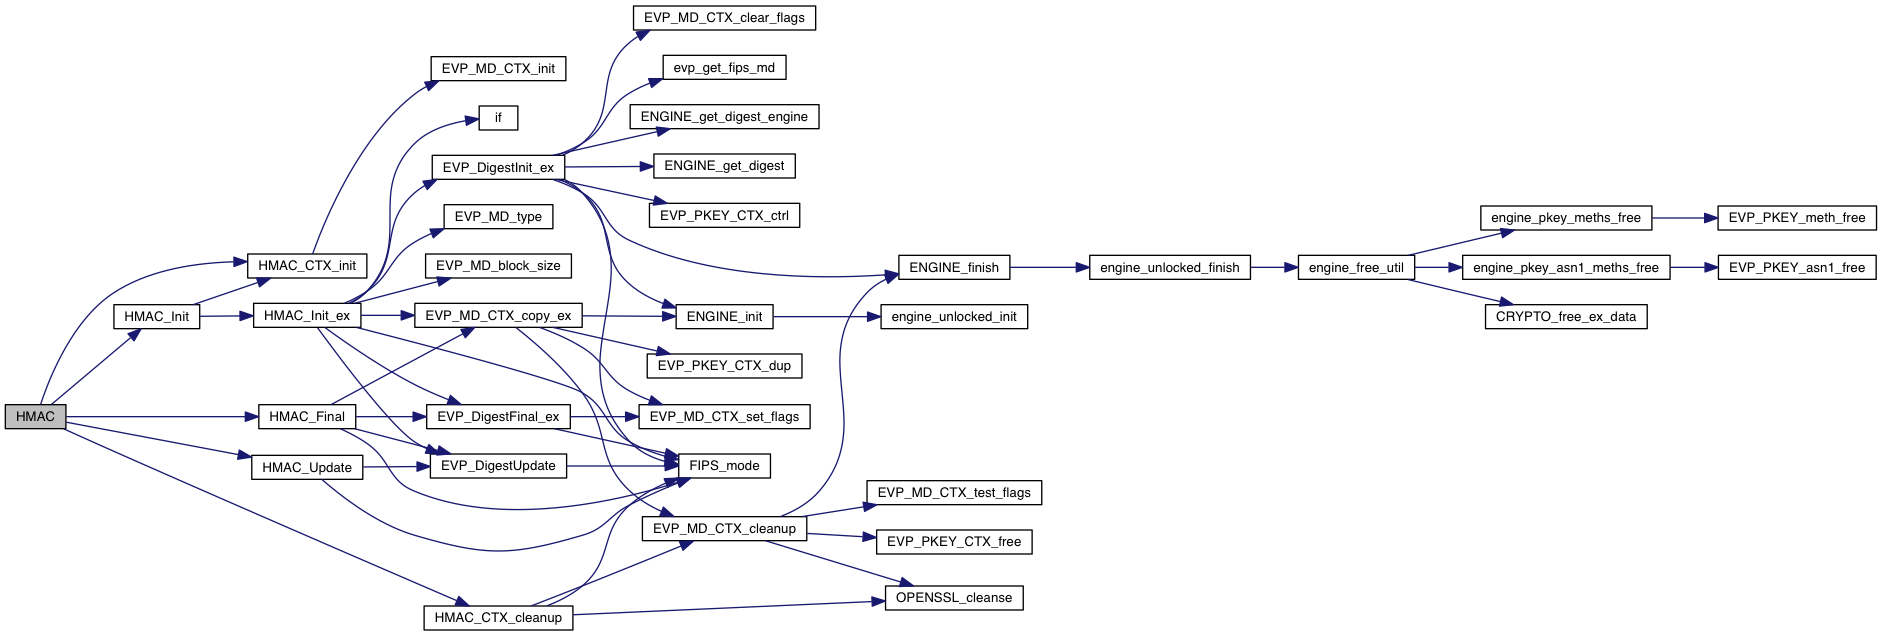 EVP_MD_CTX_clear_flags
EVP_MD_CTX_init
evp_get_fips_md
if
ENGINE_get_digest_engine
EVP_DigestInit_ex
ENGINE_get_digest
EVP_MD_type
EVP_PKEY_CTX_ctrl
engine_pkey_meths_free
EVP_PKEY_meth_free
HMAC_CTX_init
EVP_MD_block_size
ENGINE_finish
engine_unlocked_finish
engine_free_util
engine_pkey_asn1_meths_free
EVP_PKEY_asn1_free
HMAC_Init
HMAC_Init_ex
EVP_MD_CTX_copy_ex
ENGINE_init
engine_unlocked_init
CRYPTO_free_ex_data
EVP_PKEY_CTX_dup
HMAC
HMAC_Final
EVP_DigestFinal_ex
EVP_MD_CTX_set_flags
HMAC_Update
EVP_DigestUpdate
FIPS_mode
EVP_MD_CTX_test_flags
EVP_MD_CTX_cleanup
EVP_PKEY_CTX_free
OPENSSL_cleanse
HMAC_CTX_cleanup